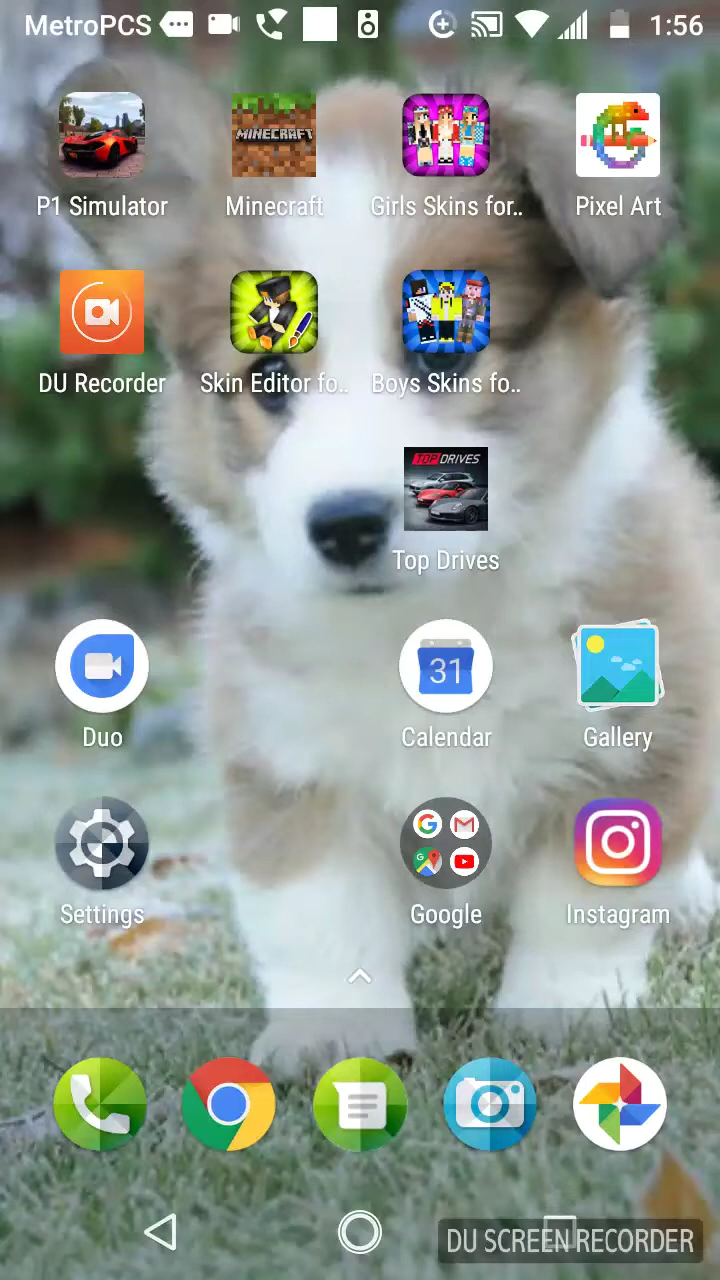 MetroPCS 1:56
MINECRAFT
P1 Simulator Minecraft Girls Skins for.. Pixel Art
DU Recorder Skin Editor fo.. Boys Skins fo..
TOP DRIVES
Top Drives
31
Duo Calendar Gallery
G
Settings Google Instagram
DU SCREEN RECORDER